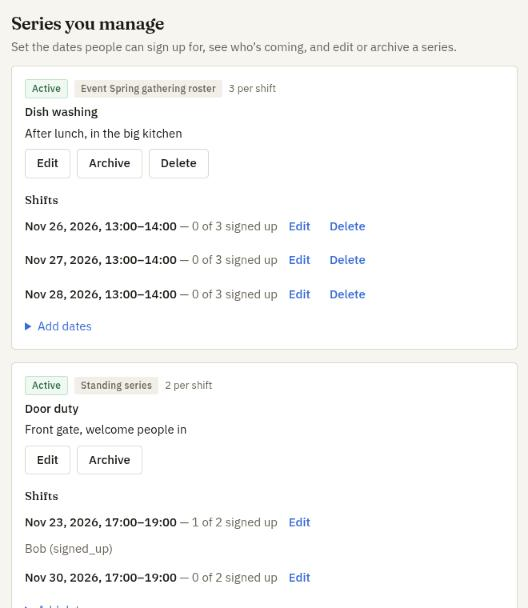 Series you manage
Set the dates people can sign up for, see who's coming, and edit or archive a series.
Active Event Spring gathering roster 3 per shift
Dish washing
After lunch, in the big kitchen
Edit Archive Delete
Shifts
Nov 26, 2026, 13:00–14:00 — 0 of 3 signed up Edit Delete
Nov 27, 2026, 13:00–14:00 — 0 of 3 signed up Edit Delete
Nov 28, 2026, 13:00–14:00 — 0 of 3 signed up Edit Delete
Add dates
Active Standing series 2 per shift
Door duty
Front gate, welcome people in
Edit Archive
Shifts
Nov 23, 2026, 17:00–19:00 — 1 of 2 signed up Edit
Bob (signed_up)
Nov 30, 2026, 17:00–19:00 — 0 of 2 signed up Edit